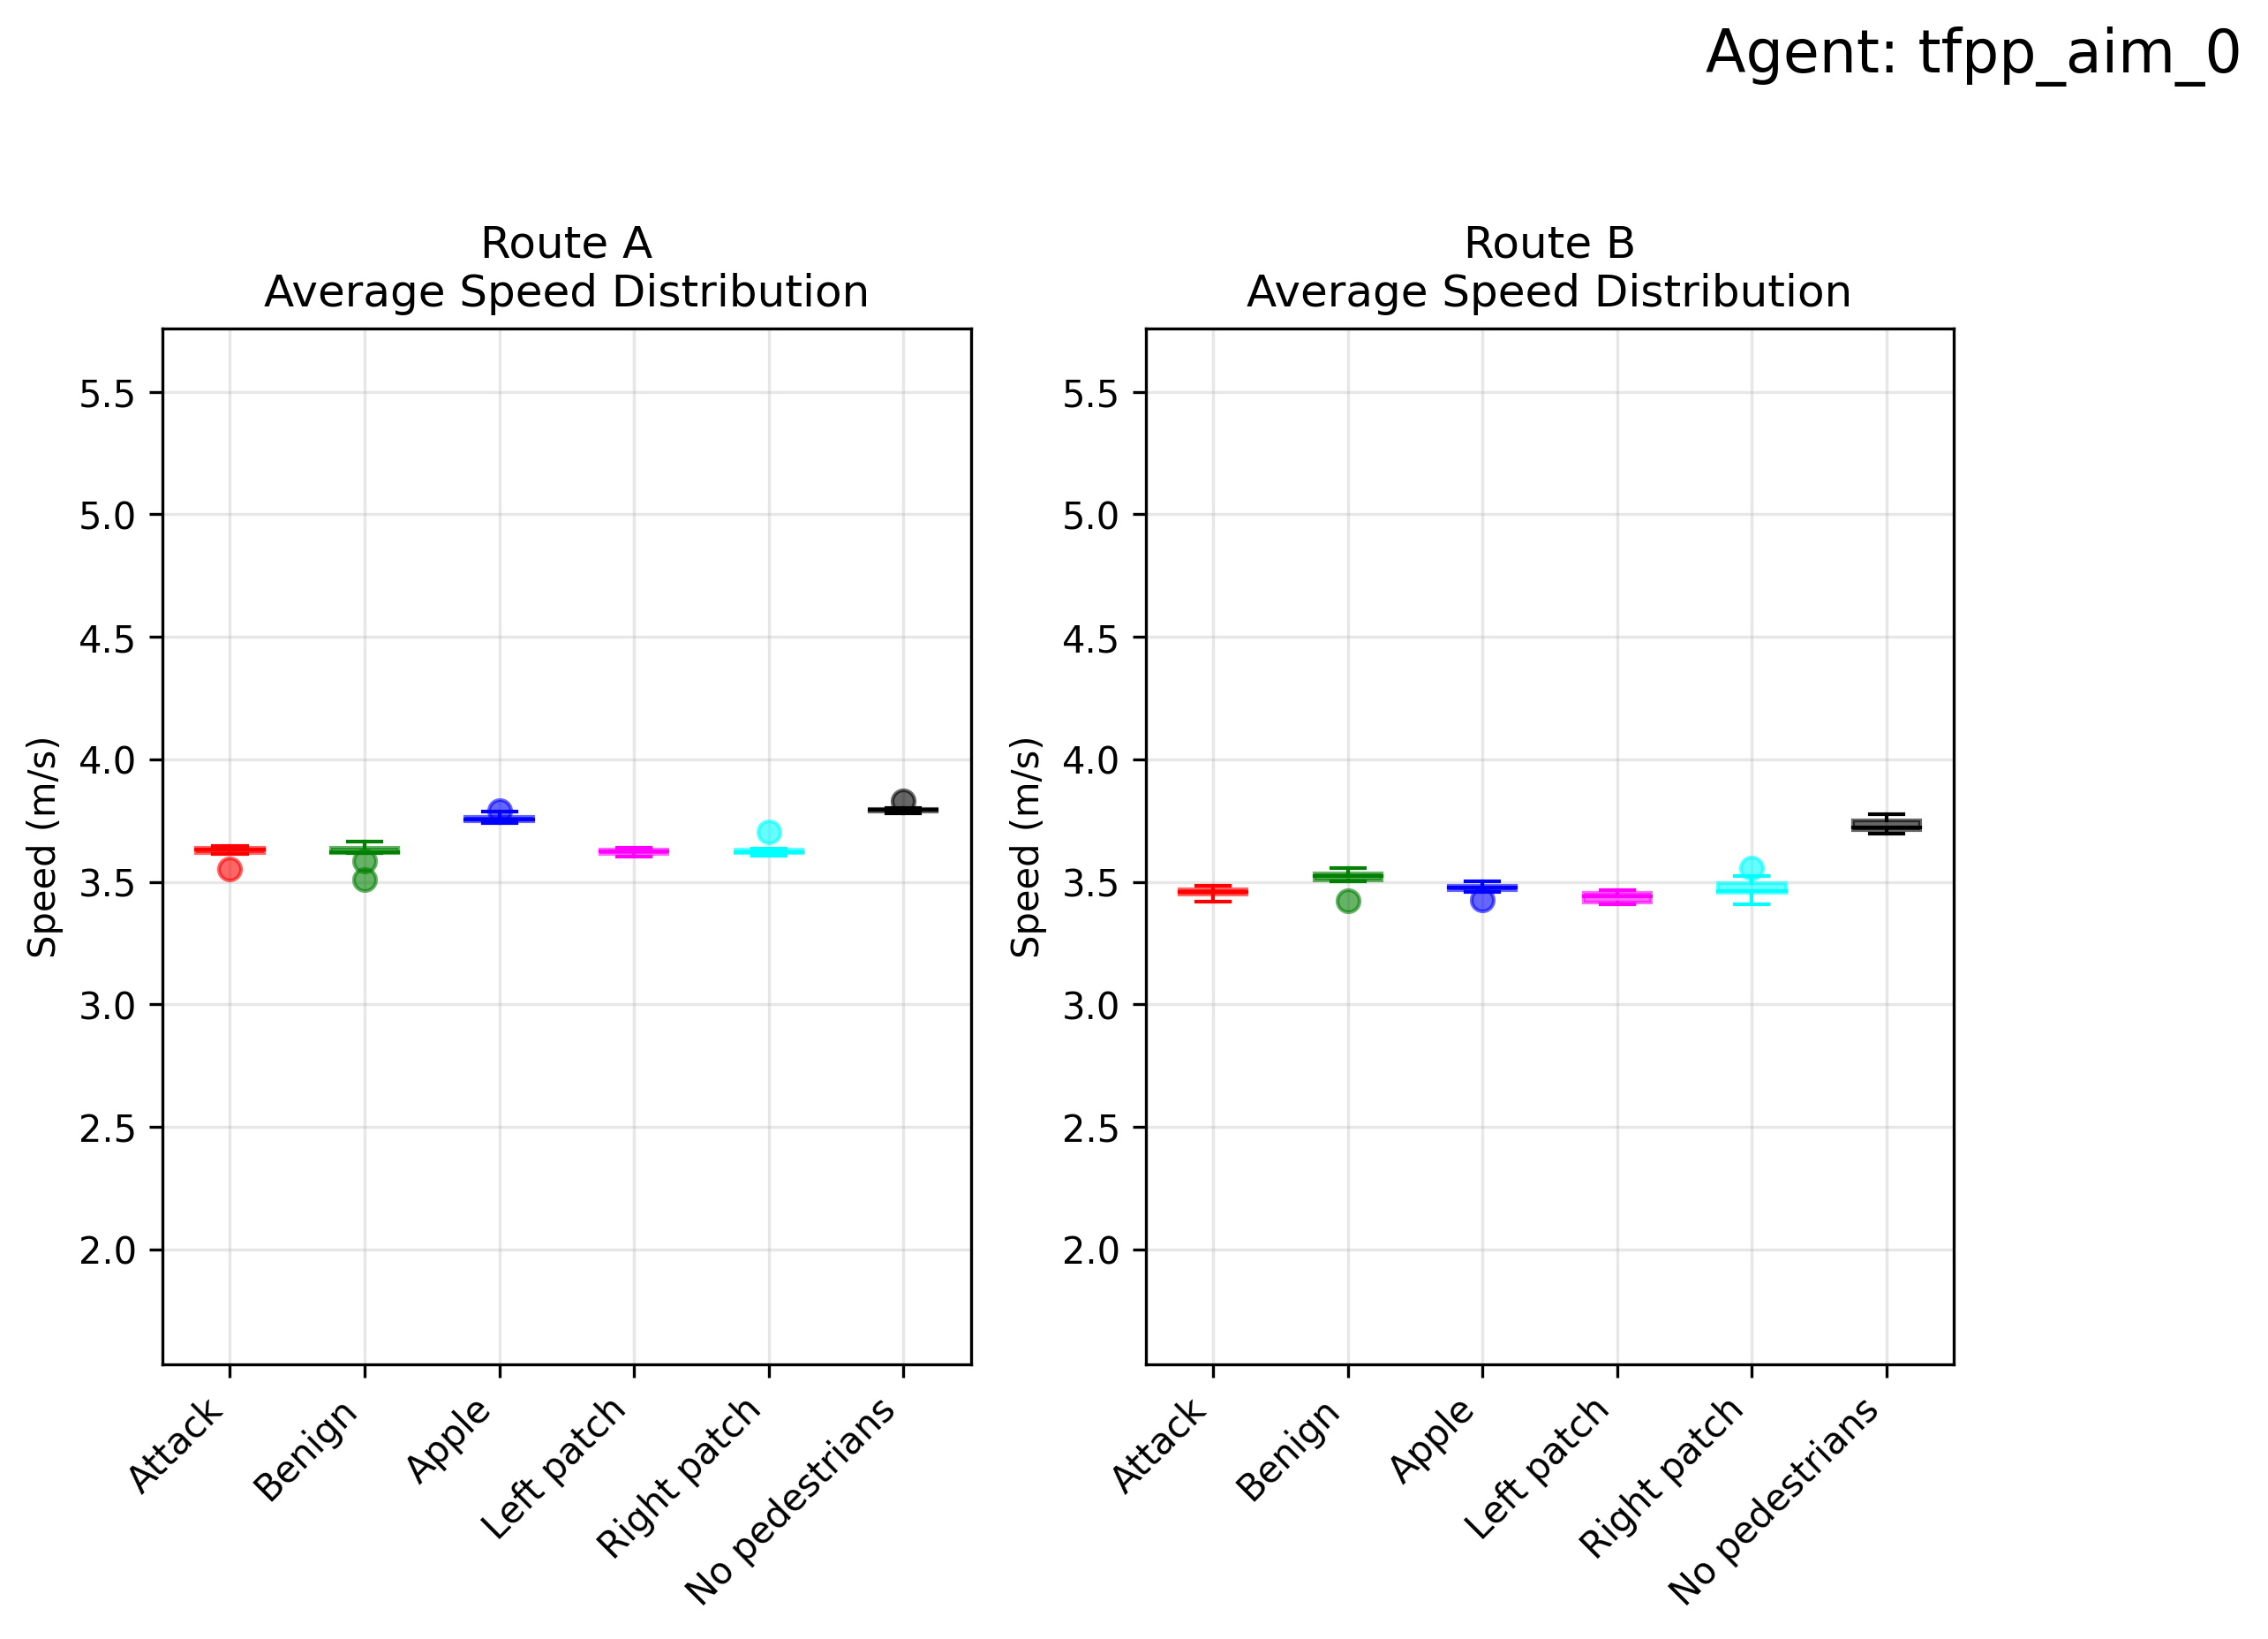 Agent: tfpp_aim_0
Route A
Average Speed Distribution
Speed (m/s)
5.5
5.0
4.5
4.0
3.5
3.0
2.5
2.0
Attack
Benign
Apple
Left patch
Right patch
No pedestrians
Route B
Average Speed Distribution
Speed (m/s)
5.5
5.0
4.5
4.0
3.5
3.0
2.5
2.0
Attack
Benign
Apple
Left patch
Right patch
No pedestrians